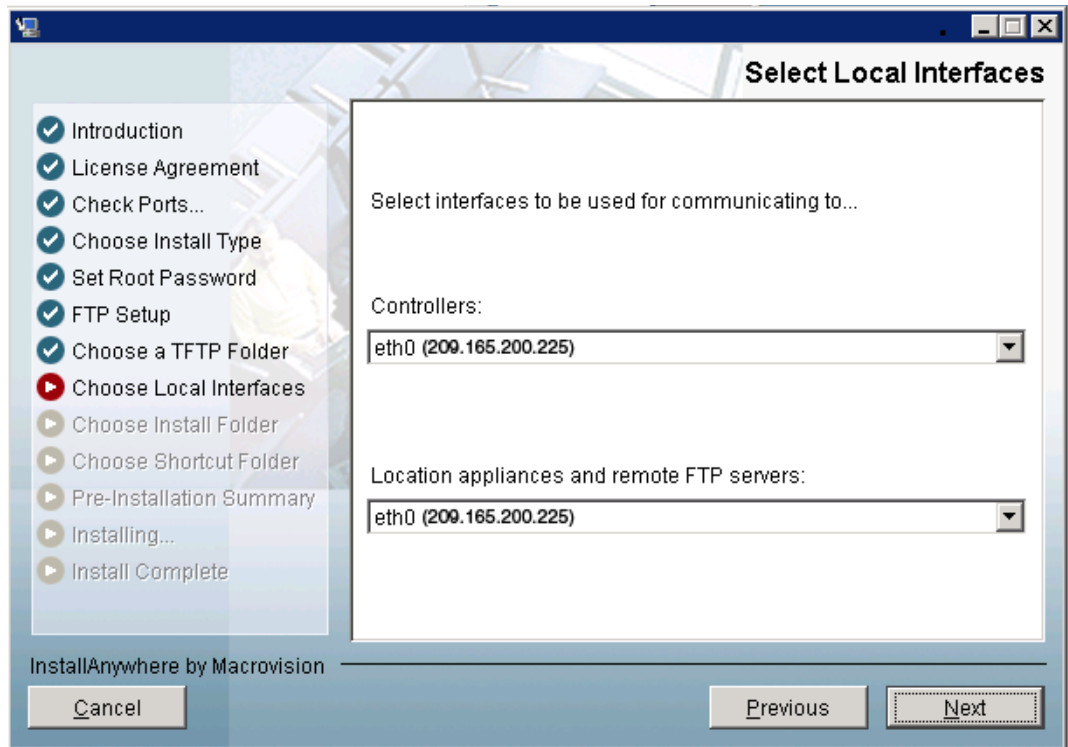 Select Local Interfaces
Introduction
License Agreement
Check Ports...
Choose Install Type
Set Root Password
FTP Setup
Choose a TFTP Folder
Choose Local Interfaces
Choose Install Folder
Choose Shortcut Folder
Pre-Installation Summary
Installing...
Install Complete
Select interfaces to be used for communicating to...
Controllers:
eth0 (209.165.200.225)
Location appliances and remote FTP servers:
eth0 (209.165.200.225)
InstallAnywhere by Macrovision
Cancel
Previous
Next